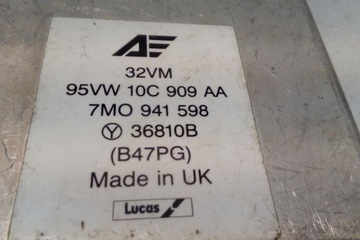 AE
32VM
95VW 10C 909 AA
7MO 941 598
Y 36810B
(B47PG)
Made in UK
Lucas